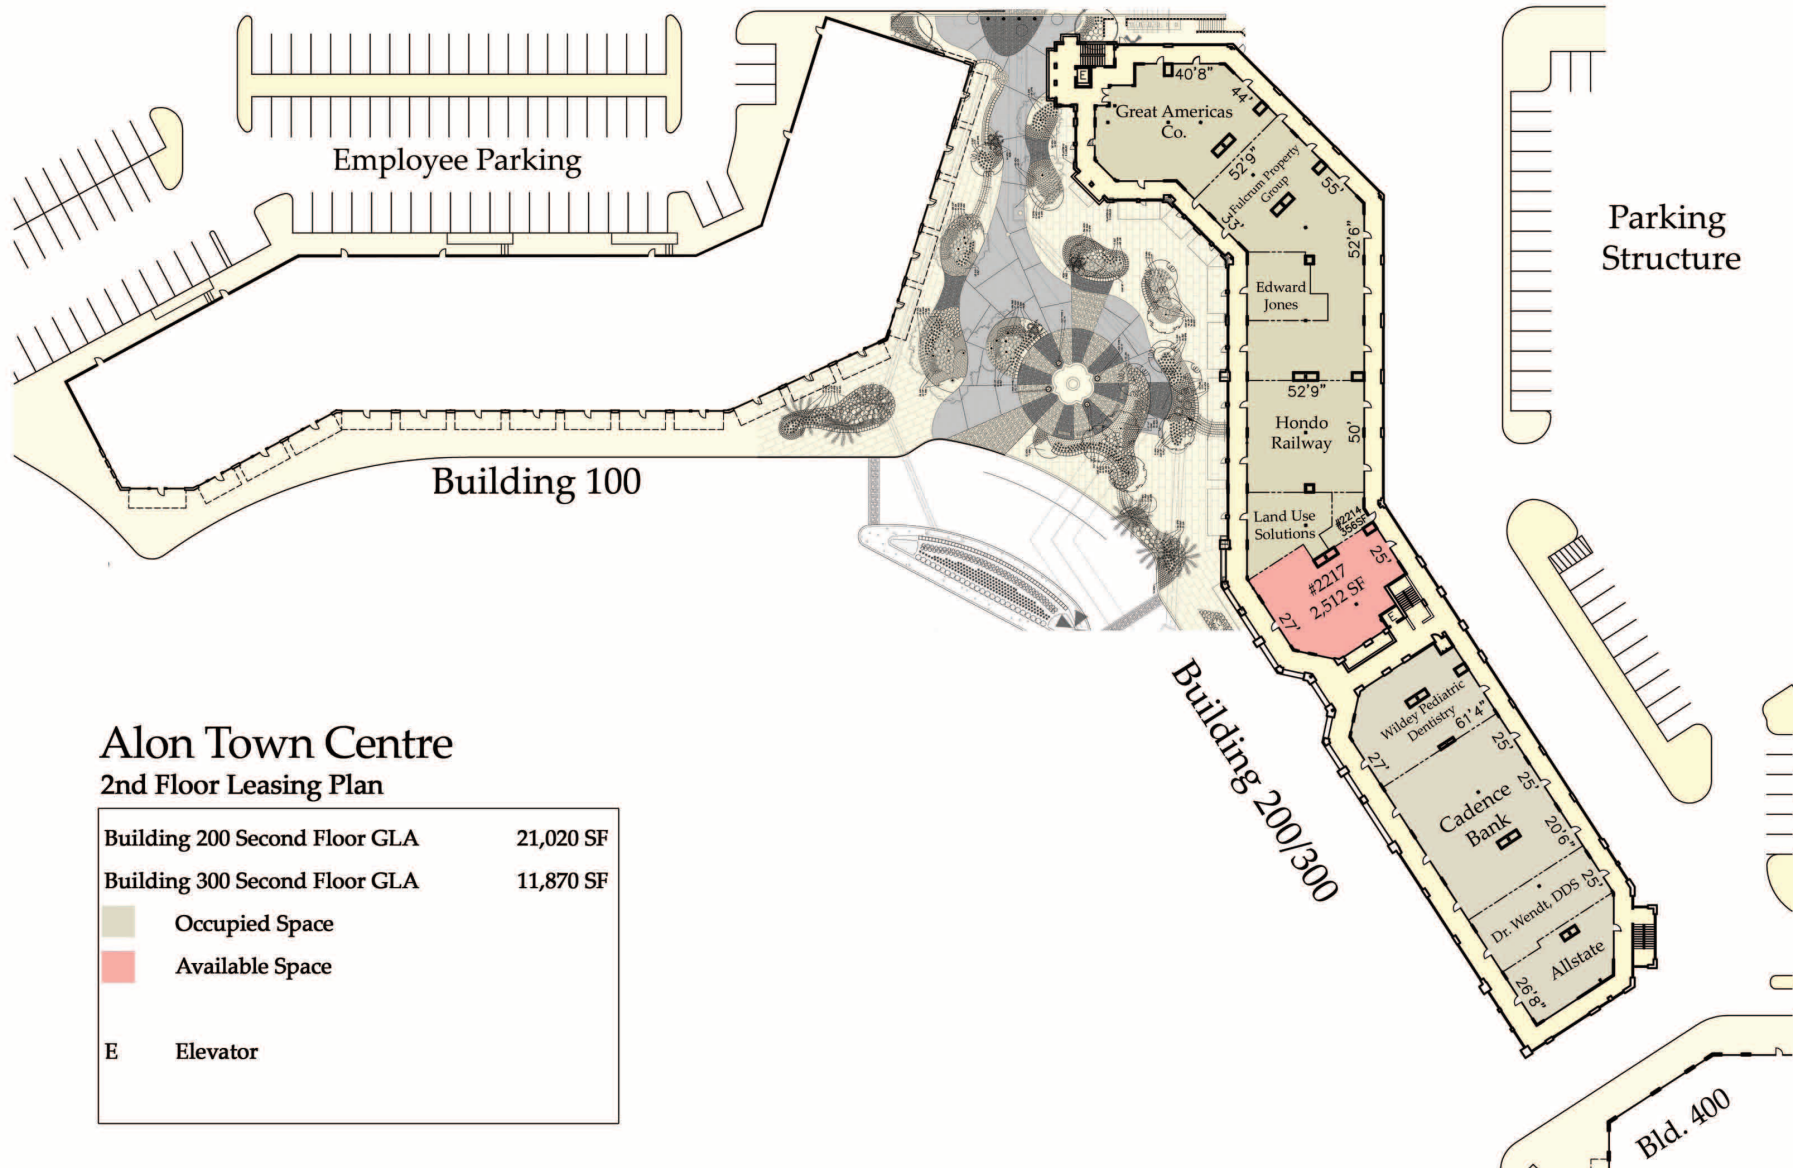 Employee Parking
Building 100
Parking
Structure
E
40'8"
44'
Great Americas
Co.
52'9"
Fulcrum Property
Group
55'
33'
52'6"
Edward
Jones
52'9"
Hondo
Railway
50'
Land Use
Solutions
#2214
356SF
25'
#2217
2,512 SF
27'
E
Building 200/300
Wildey Pediatric
Dentistry
61'4"
27'
25'
25'
Cadence
Bank
20'6"
25'
Dr. Wendt, DDS
Allstate
26'8"
Bld. 400
Alon Town Centre
2nd Floor Leasing Plan
Building 200 Second Floor GLA 21,020 SF
Building 300 Second Floor GLA 11,870 SF
Occupied Space
Available Space
E Elevator